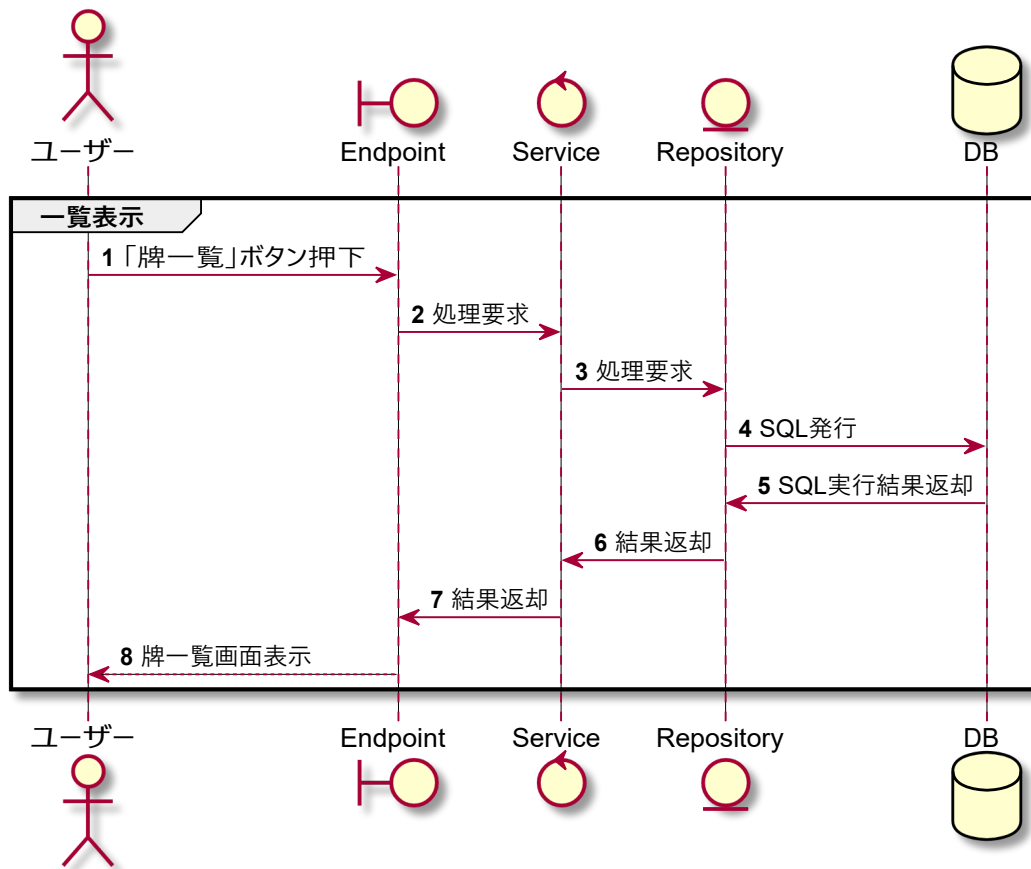 ユーザー Endpoint Service Repository DB
一覧表示
1 「牌一覧」ボタン押下
2 処理要求
3 処理要求
4 SQL発行
5 SQL実行結果返却
6 結果返却
7 結果返却
8 牌一覧画面表示
ユーザー Endpoint Service Repository DB